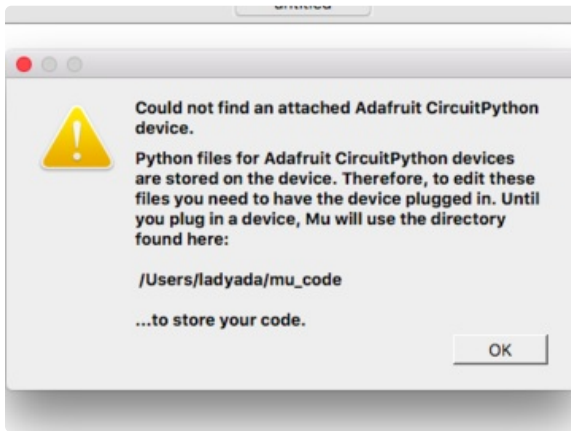 untitled
Could not find an attached Adafruit CircuitPython
device.
Python files for Adafruit CircuitPython devices
are stored on the device. Therefore, to edit these
files you need to have the device plugged in. Until
you plug in a device, Mu will use the directory
found here:
/Users/ladyada/mu_code
...to store your code.
OK